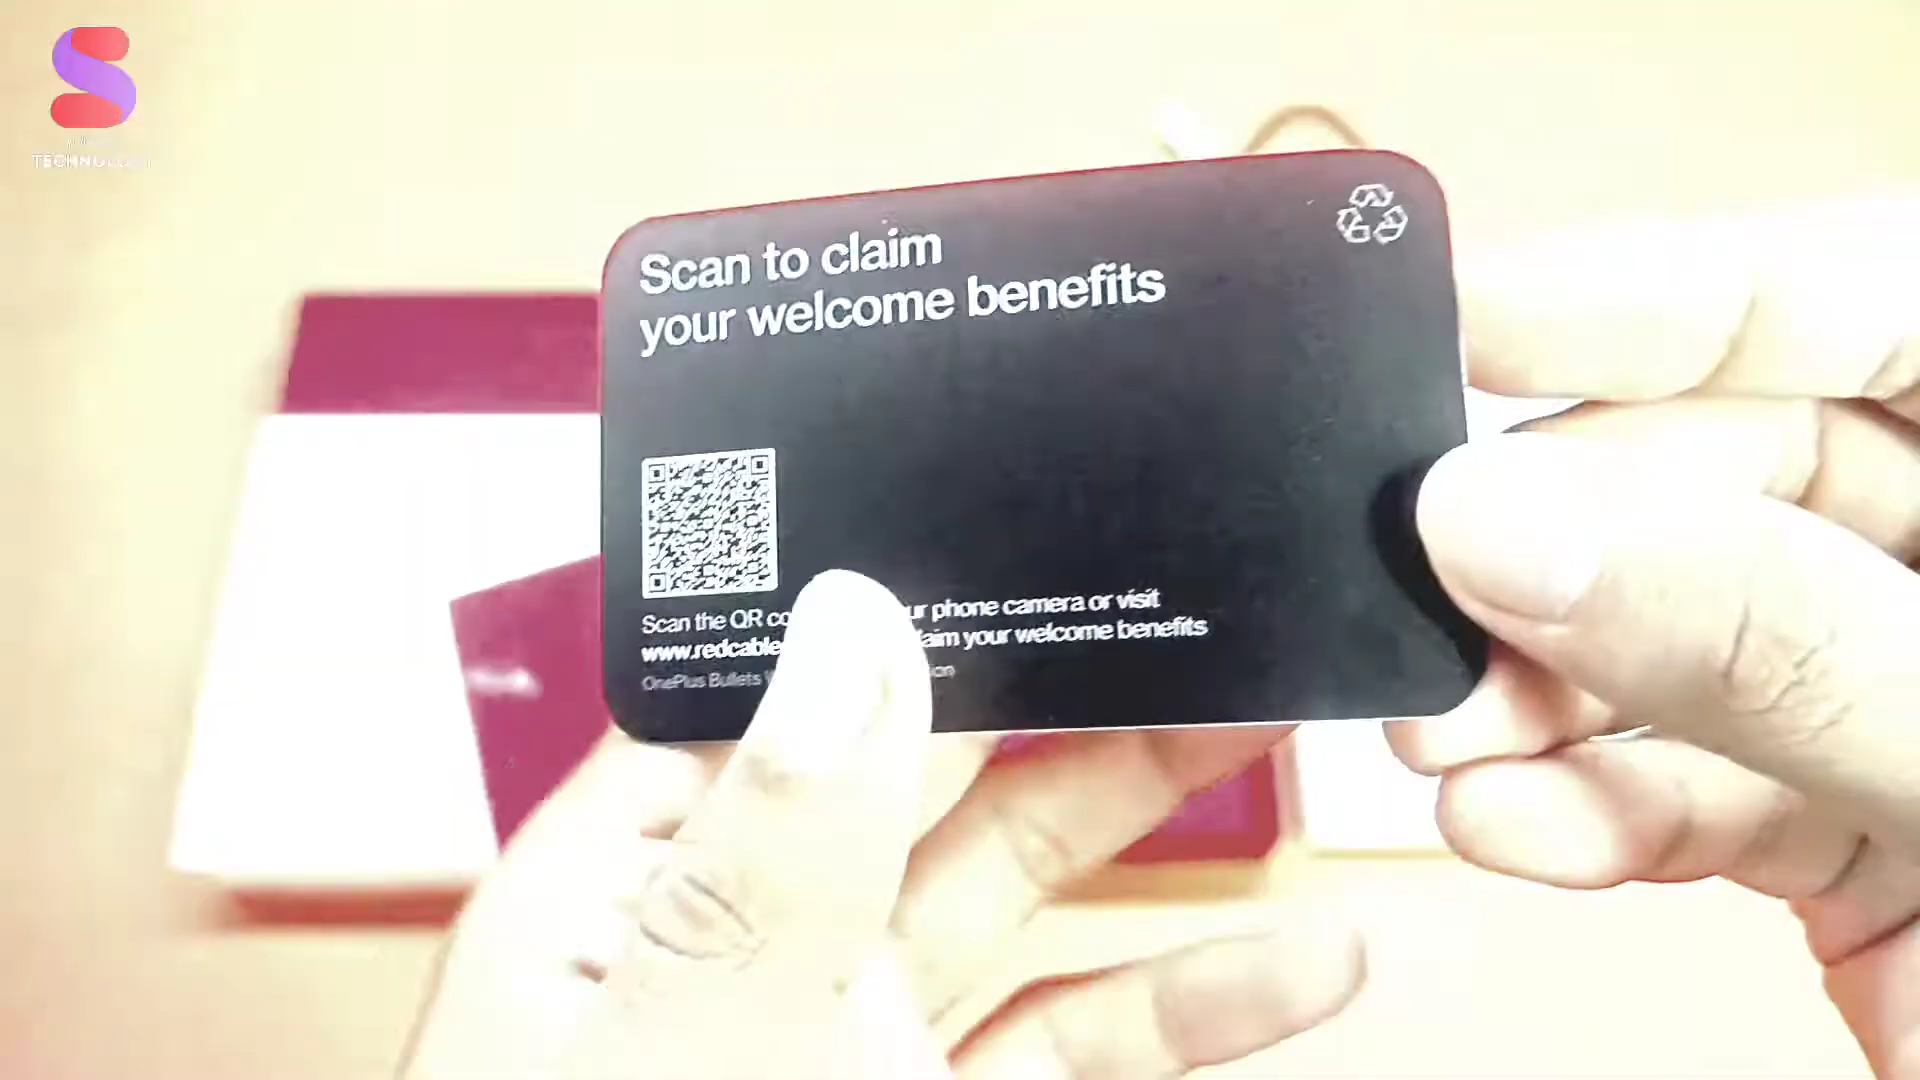 Scan to claim
your welcome benefits
Scan the QR ur phone camera or visit
www.redcable laim your welcome benefits
OnePlus Bullets